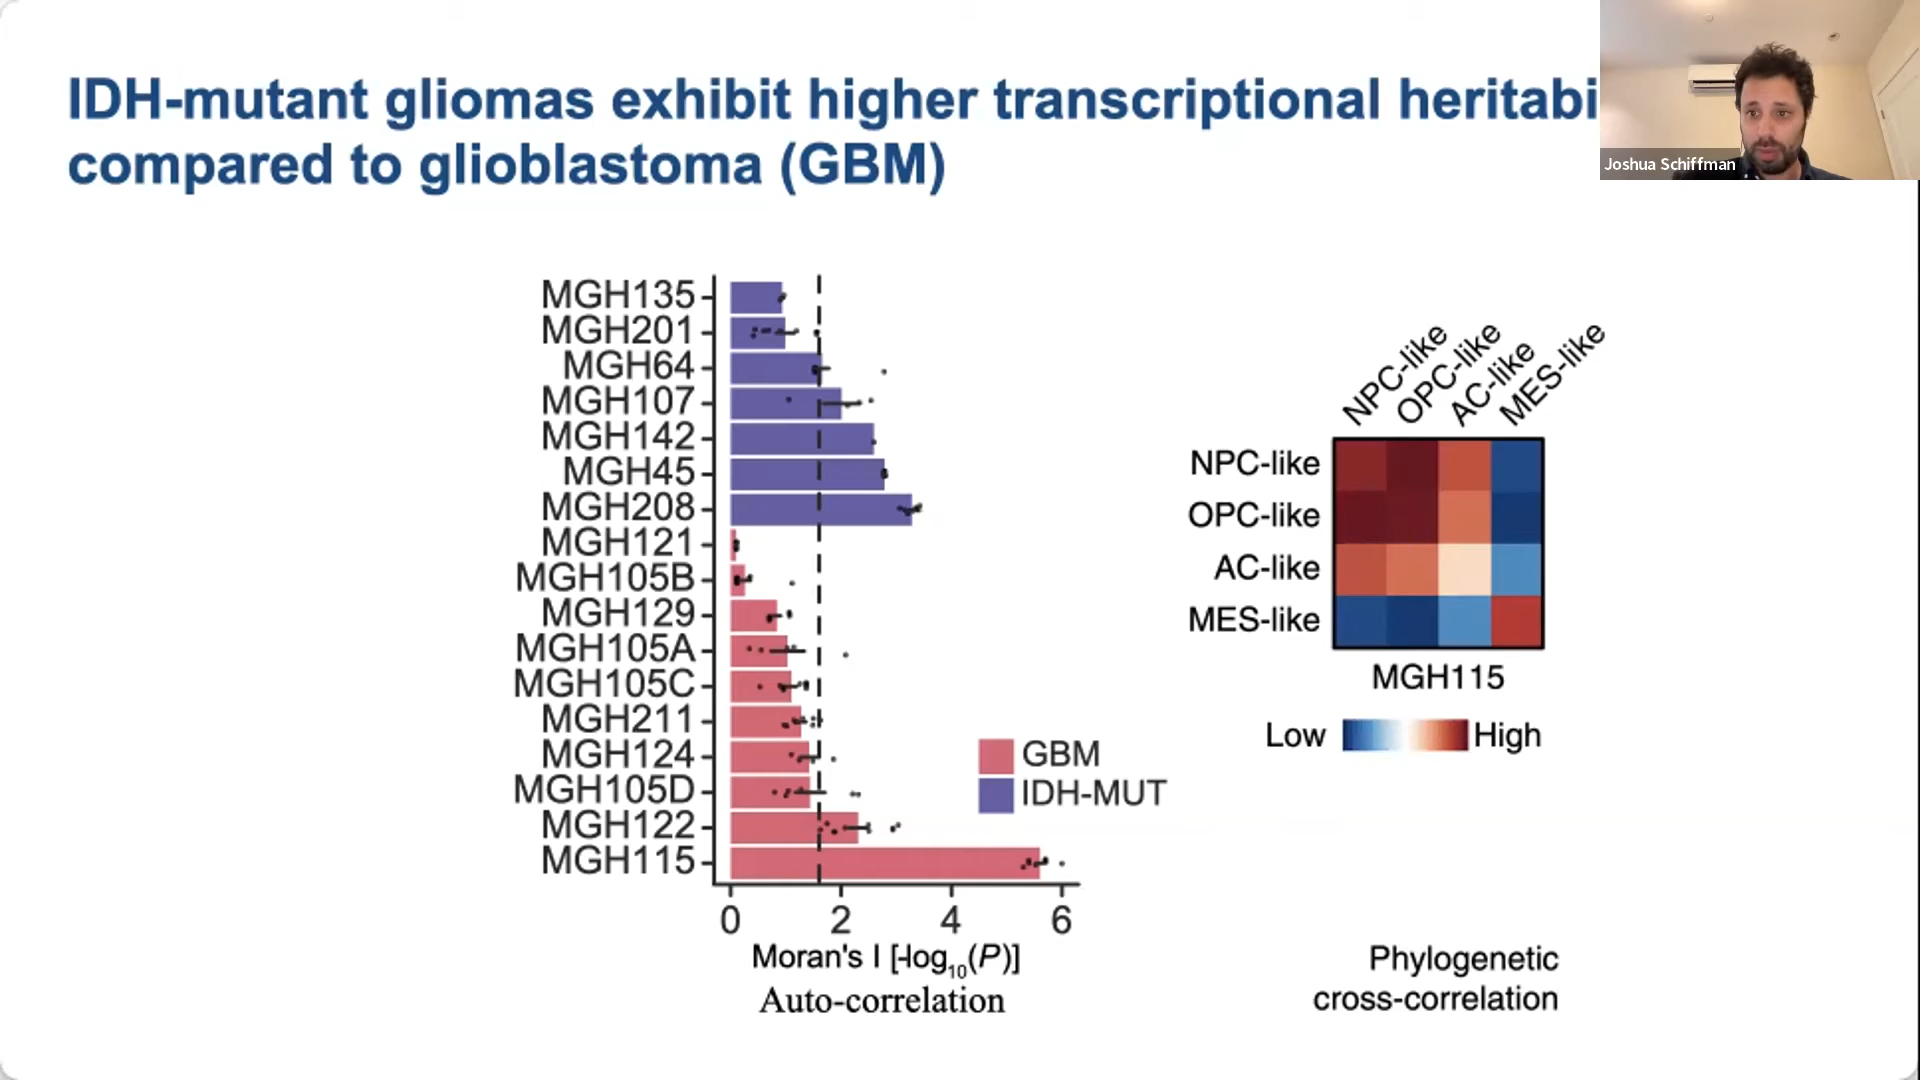 IDH-mutant gliomas exhibit higher transcriptional heritabi
compared to glioblastoma (GBM)
Joshua Schiffman
MGH135
MGH201
MGH64
MGH107
MGH142
MGH45
MGH208
MGH121
MGH105B
MGH129
MGH105A
MGH105C
MGH211
MGH124
MGH105D
MGH122
MGH115
GBM
IDH-MUT
0 2 4 6
Moran's I [-log10(P)]
Auto-correlation
NPC-like OPC-like AC-like MES-like
NPC-like
OPC-like
AC-like
MES-like
MGH115
Low High
Phylogenetic
cross-correlation